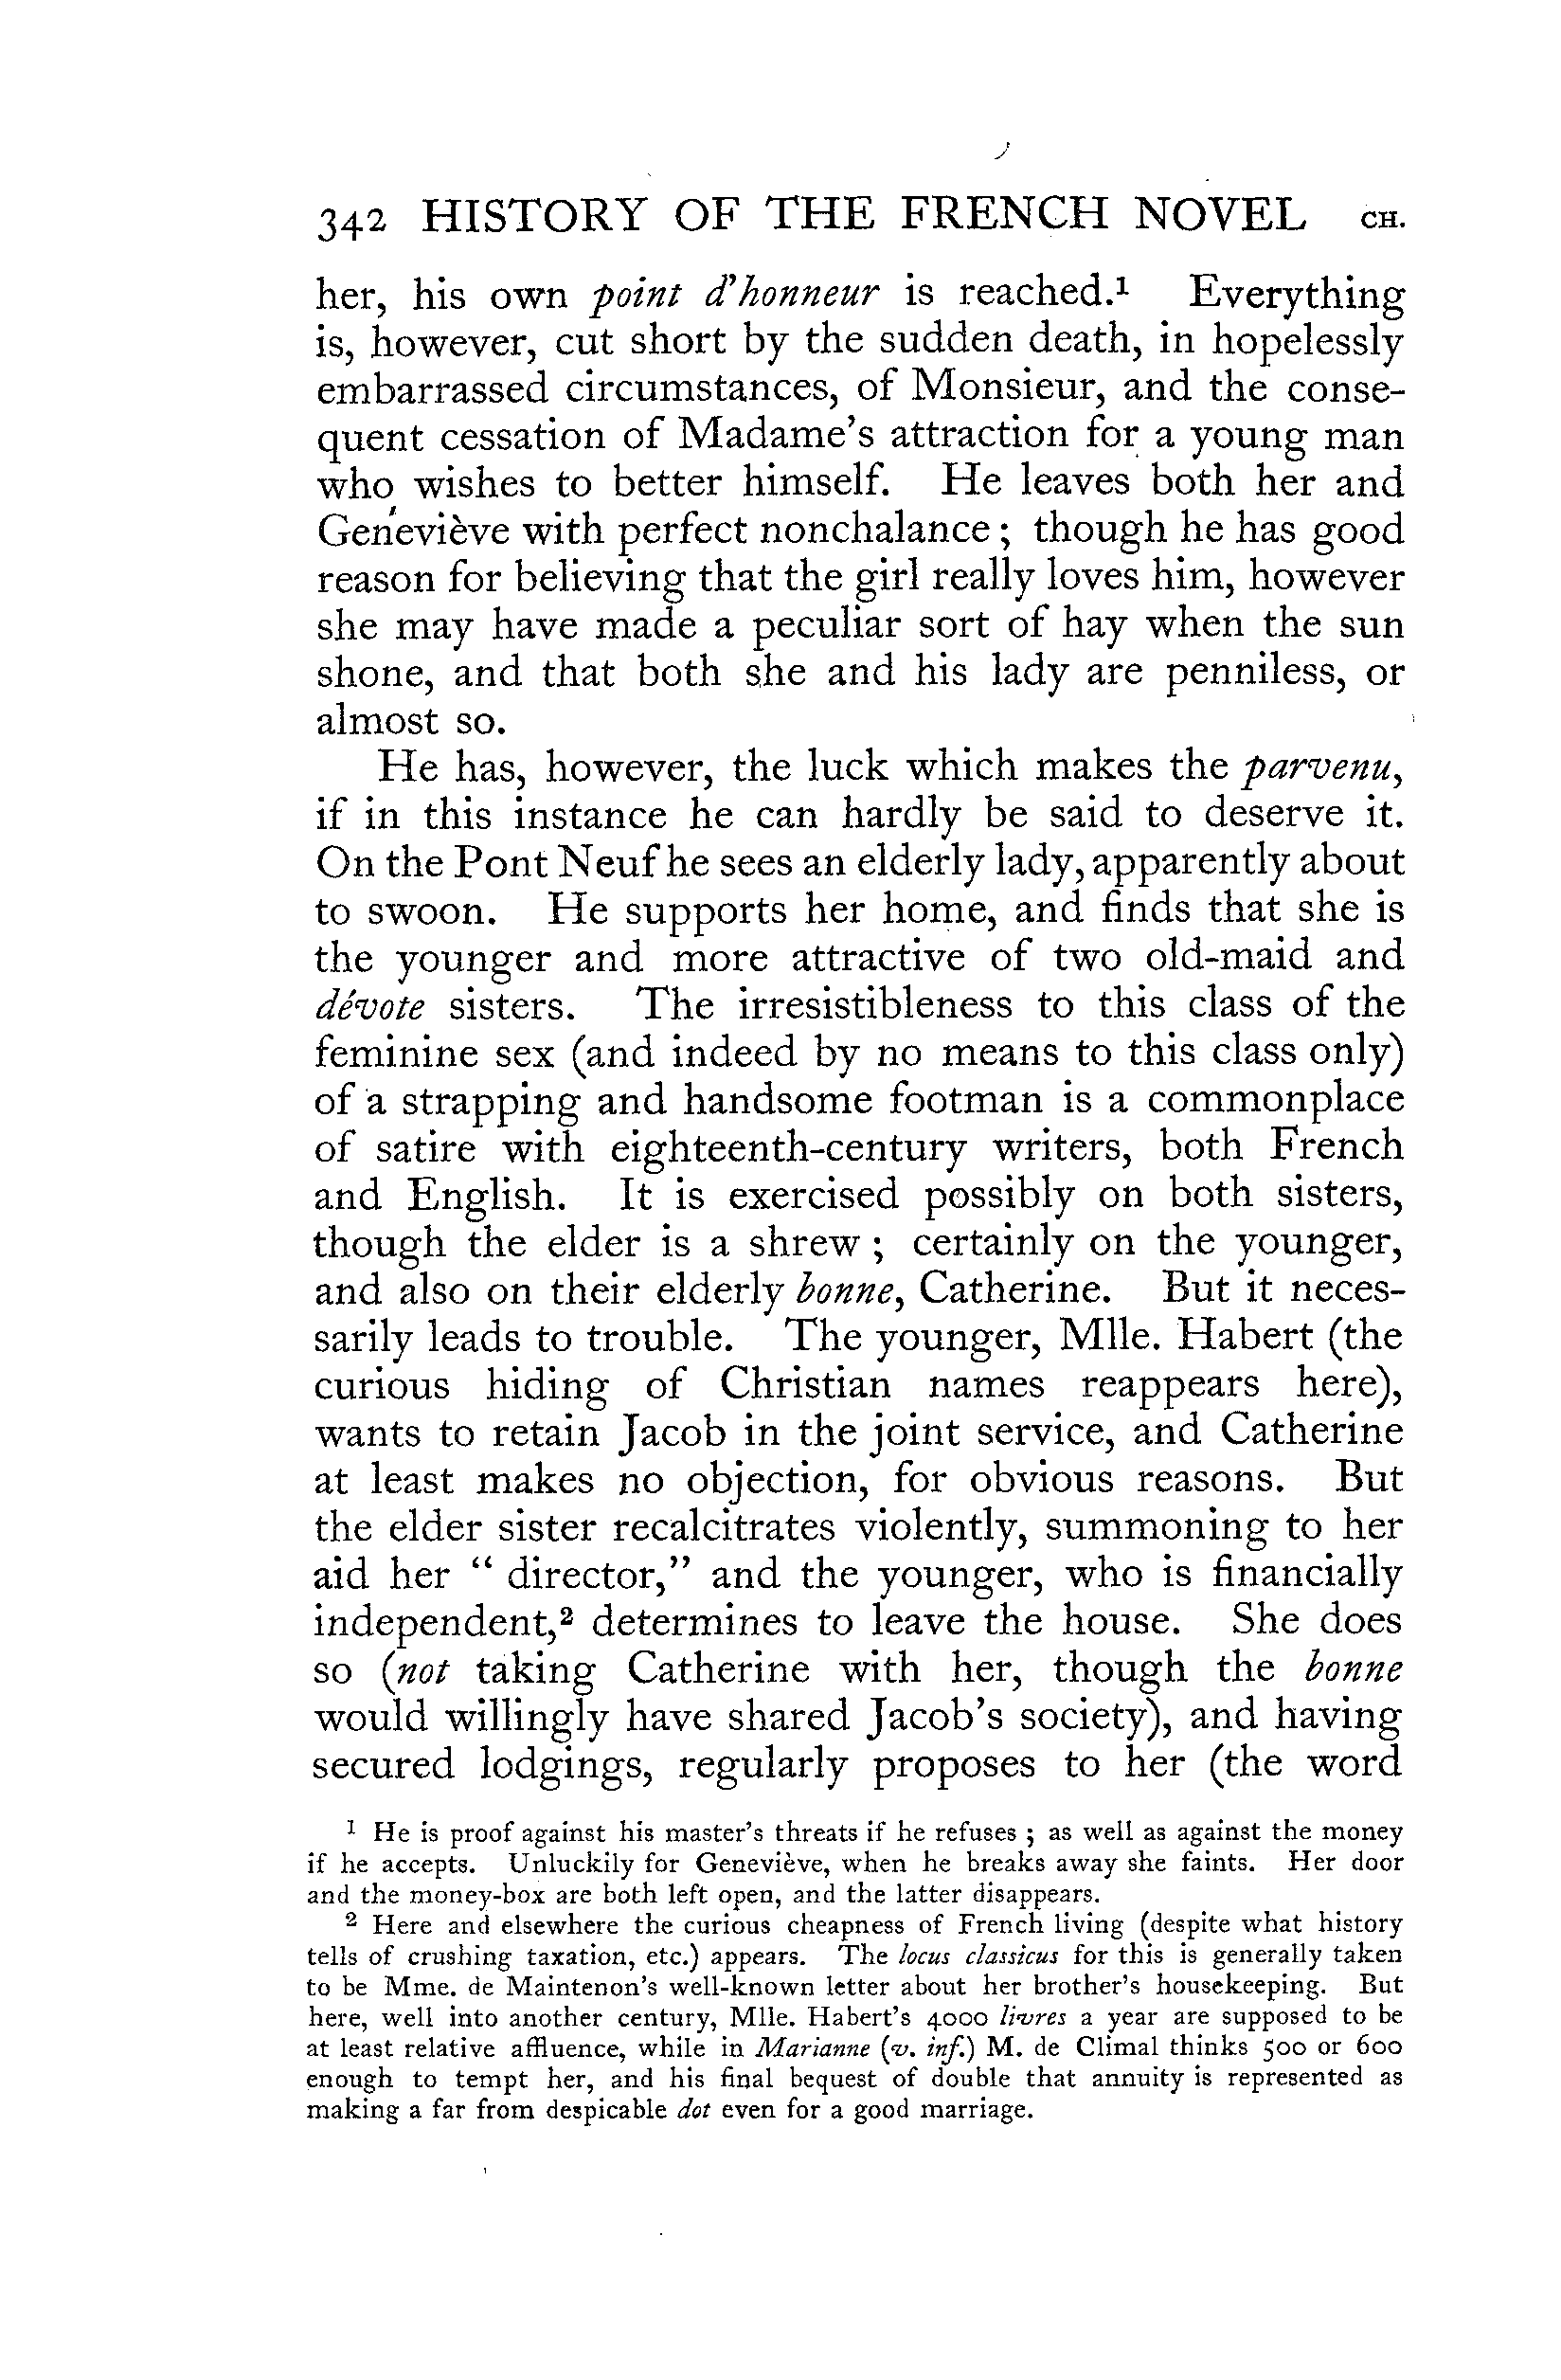 342 HISTORY OF THE FRENCH NOVEL CH.
her, his own point d'honneur is reached.¹ Everything
is, however, cut short by the sudden death, in hopelessly
embarrassed circumstances, of Monsieur, and the conse-
quent cessation of Madame's attraction for a young man
who wishes to better himself. He leaves both her and
Geneviève with perfect nonchalance ; though he has good
reason for believing that the girl really loves him, however
she may have made a peculiar sort of hay when the sun
shone, and that both she and his lady are penniless, or
almost so.
He has, however, the luck which makes the parvenu,
if in this instance he can hardly be said to deserve it.
On the Pont Neuf he sees an elderly lady, apparently about
to swoon. He supports her home, and finds that she is
the younger and more attractive of two old-maid and
dévote sisters. The irresistibleness to this class of the
feminine sex (and indeed by no means to this class only)
of a strapping and handsome footman is a commonplace
of satire with eighteenth-century writers, both French
and English. It is exercised possibly on both sisters,
though the elder is a shrew ; certainly on the younger,
and also on their elderly bonne, Catherine. But it neces-
sarily leads to trouble. The younger, Mlle. Habert (the
curious hiding of Christian names reappears here),
wants to retain Jacob in the joint service, and Catherine
at least makes no objection, for obvious reasons. But
the elder sister recalcitrates violently, summoning to her
aid her " director," and the younger, who is financially
independent,² determines to leave the house. She does
so (not taking Catherine with her, though the bonne
would willingly have shared Jacob's society), and having
secured lodgings, regularly proposes to her (the word
¹ He is proof against his master's threats if he refuses ; as well as against the money
if he accepts. Unluckily for Geneviève, when he breaks away she faints. Her door
and the money-box are both left open, and the latter disappears.
² Here and elsewhere the curious cheapness of French living (despite what history
tells of crushing taxation, etc.) appears. The locus classicus for this is generally taken
to be Mme. de Maintenon's well-known letter about her brother's housekeeping. But
here, well into another century, Mlle. Habert's 4000 livres a year are supposed to be
at least relative affluence, while in Marianne (v. inf.) M. de Climal thinks 500 or 600
enough to tempt her, and his final bequest of double that annuity is represented as
making a far from despicable dot even for a good marriage.